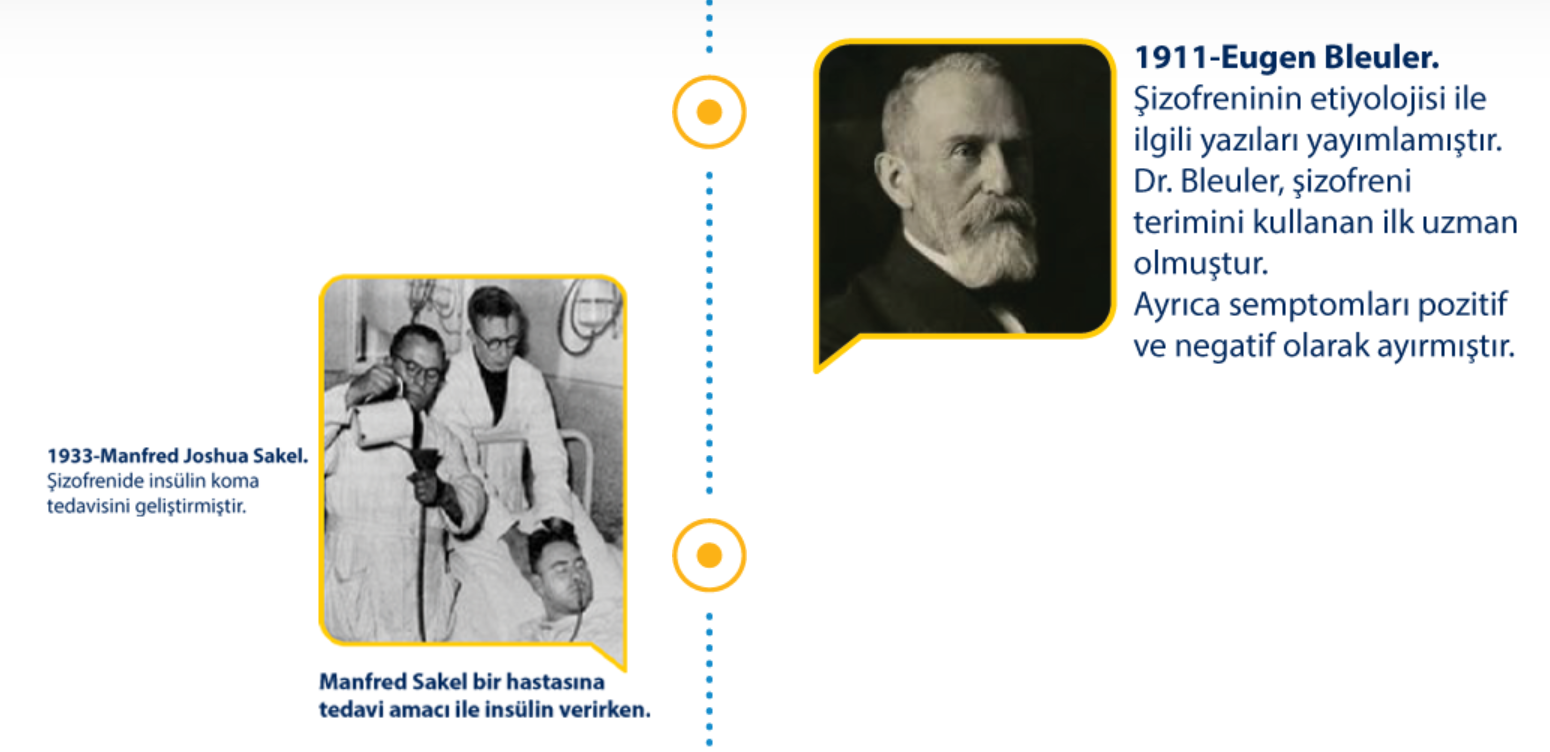 1911-Eugen Bleuler.
Şizofreninin etiyolojisi ile
ilgili yazıları yayımlamıştır.
Dr. Bleuler, şizofreni
terimini kullanan ilk uzman
olmuştur.
Ayrıca semptomları pozitif
ve negatif olarak ayırmıştır.
1933-Manfred Joshua Sakel.
Şizofrenide insülin koma
tedavisini geliştirmiştir.
Manfred Sakel bir hastasına
tedavi amacı ile insülin verirken.